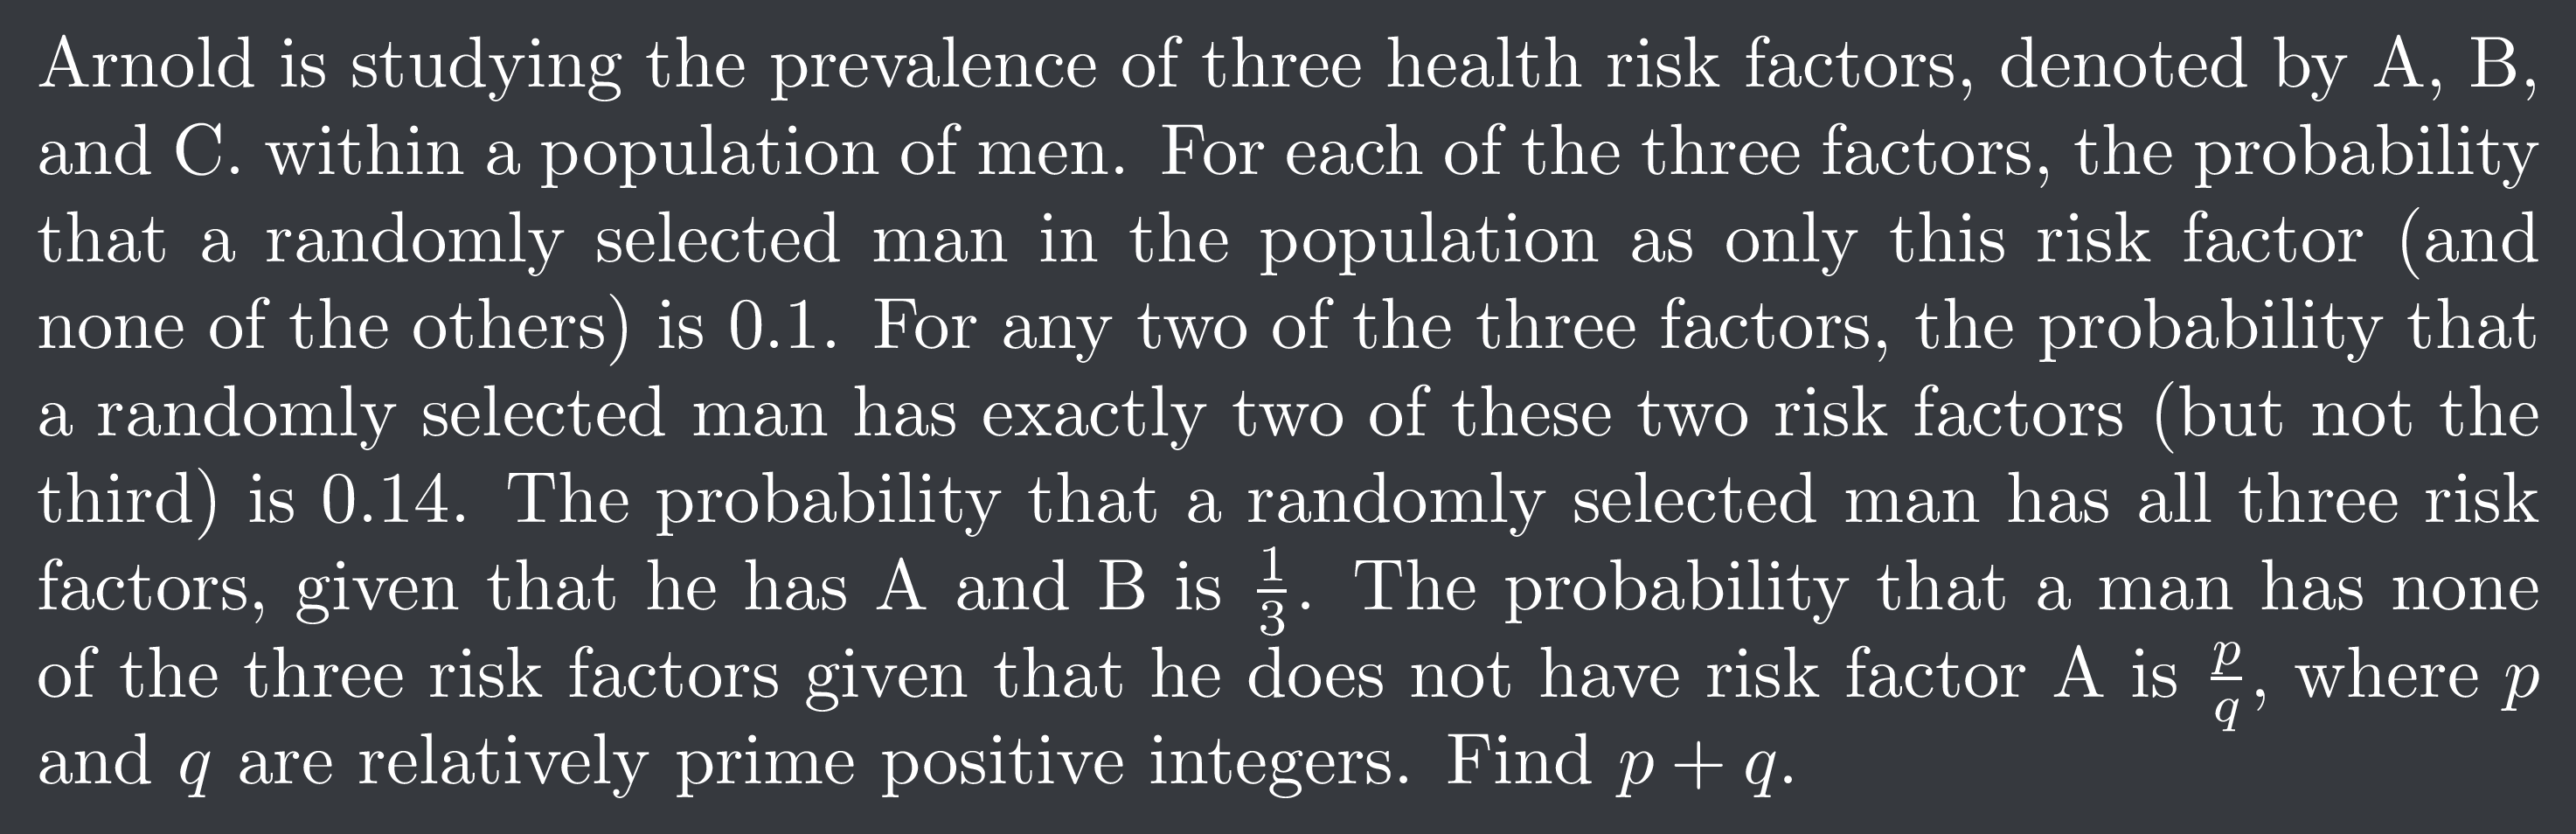 Arnold is studying the prevalence of three health risk factors, denoted by A, B,
and C. within a population of men. For each of the three factors, the probability
that a randomly selected man in the population as only this risk factor (and
none of the others) is 0.1. For any two of the three factors, the probability that
a randomly selected man has exactly two of these two risk factors (but not the
third) is 0.14. The probability that a randomly selected man has all three risk
factors, given that he has A and B is $\frac{1}{3}$. The probability that a man has none
of the three risk factors given that he does not have risk factor A is $\frac{p}{q}$, where $p$
and $q$ are relatively prime positive integers. Find $p + q$.